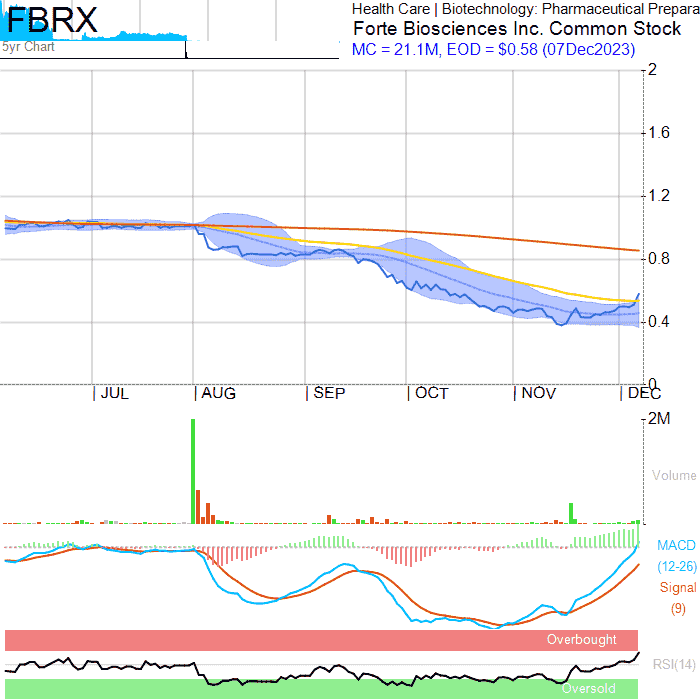 FBRX
5yr Chart
Health Care | Biotechnology: Pharmaceutical Prepara
Forte Biosciences Inc. Common Stock
MC = 21.1M, EOD = $0.58 (07Dec2023)
2
1.6
1.2
0.8
0.4
0
JUL AUG SEP OCT NOV DEC
2M
Volume
MACD
(12-26)
Signal
(9)
Overbought
RSI(14)
Oversold